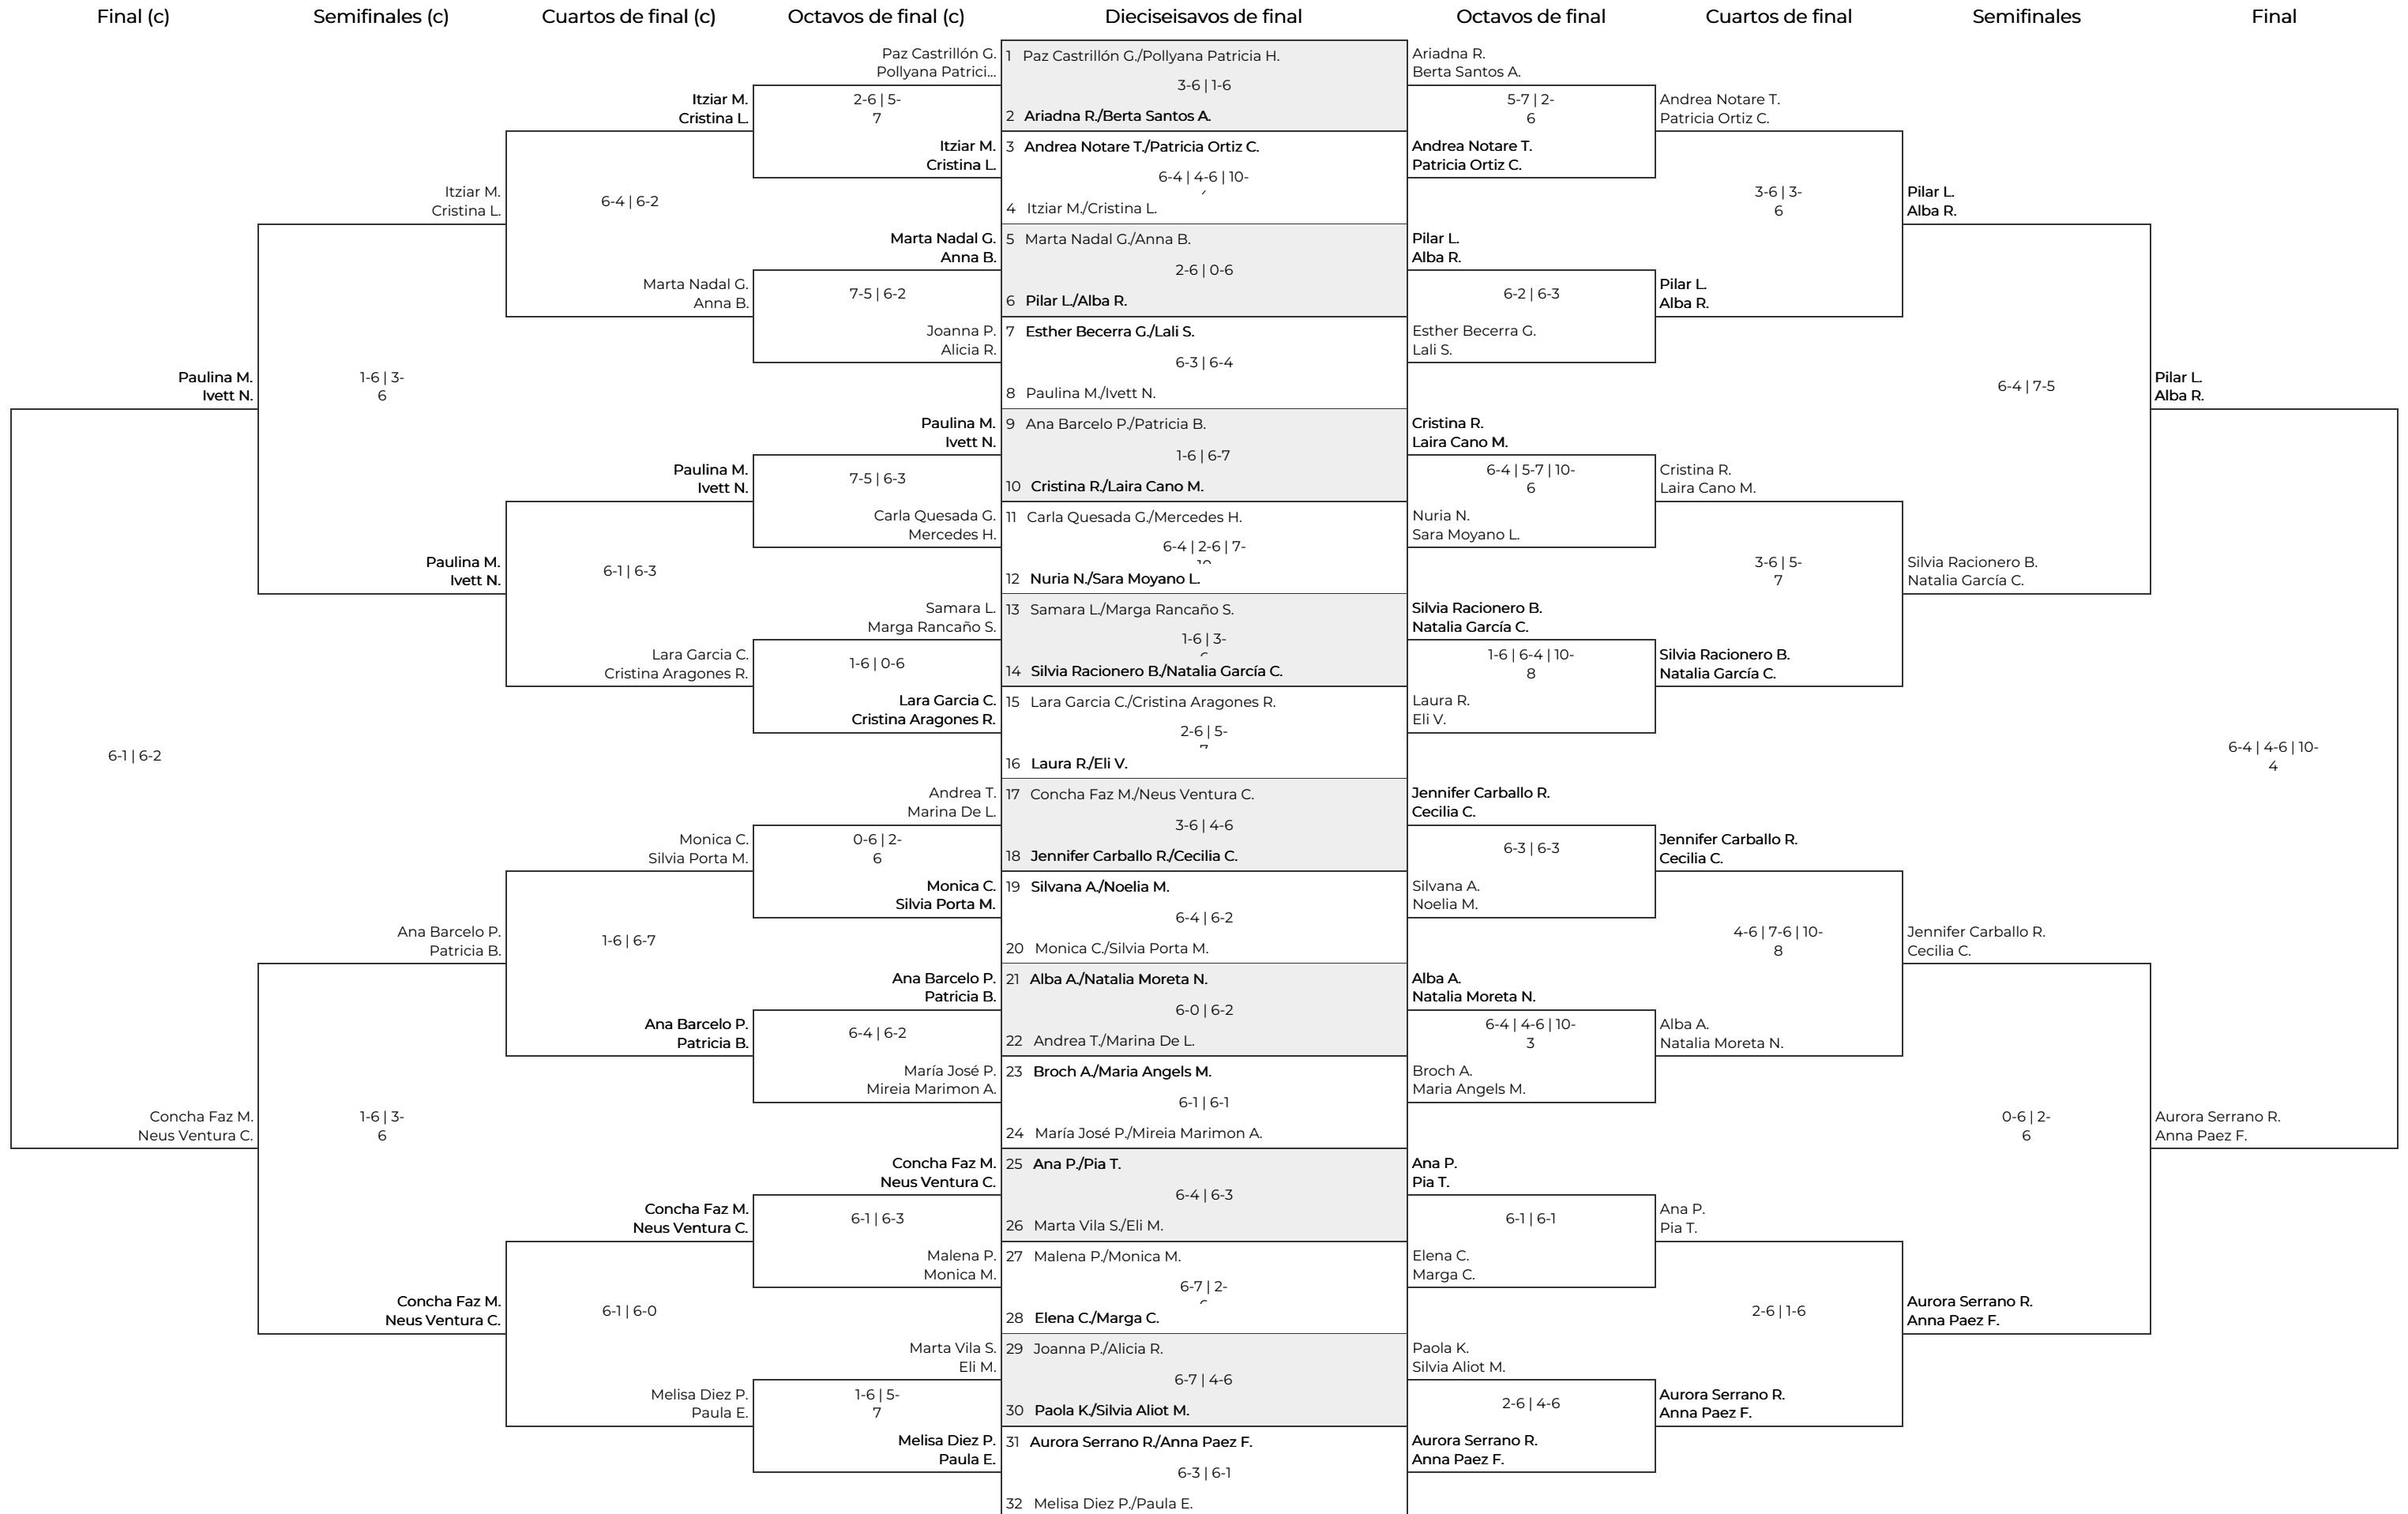 Final (c)
Semifinales (c)
Cuartos de final (c)
Octavos de final (c)
Dieciseisavos de final
Octavos de final
Cuartos de final
Semifinales
Final
Paulina M.
Ivett N.
6-1 | 6-2
Concha Faz M.
Neus Ventura C.
Itziar M.
Cristina L.
1-6 | 3-
6
Paulina M.
Ivett N.
Ana Barcelo P.
Patricia B.
1-6 | 3-
6
Concha Faz M.
Neus Ventura C.
Itziar M.
Cristina L.
6-4 | 6-2
Marta Nadal G.
Anna B.
Paulina M.
Ivett N.
6-1 | 6-3
Lara Garcia C.
Cristina Aragones R.
Monica C.
Silvia Porta M.
1-6 | 6-7
Ana Barcelo P.
Patricia B.
Concha Faz M.
Neus Ventura C.
6-1 | 6-0
Melisa Diez P.
Paula E.
Paz Castrillón G.
Pollyana Patrici...
2-6 | 5-
7
Itziar M.
Cristina L.
Marta Nadal G.
Anna B.
7-5 | 6-2
Joanna P.
Alicia R.
Paulina M.
Ivett N.
7-5 | 6-3
Carla Quesada G.
Mercedes H.
Samara L.
Marga Rancaño S.
1-6 | 0-6
Lara Garcia C.
Cristina Aragones R.
Andrea T.
Marina De L.
0-6 | 2-
6
Monica C.
Silvia Porta M.
Ana Barcelo P.
Patricia B.
6-4 | 6-2
María José P.
Mireia Marimon A.
Concha Faz M.
Neus Ventura C.
6-1 | 6-3
Malena P.
Monica M.
Marta Vila S.
Eli M.
1-6 | 5-
7
Melisa Diez P.
Paula E.
1 Paz Castrillón G./Pollyana Patricia H.
3-6 | 1-6
2 Ariadna R./Berta Santos A.
3 Andrea Notare T./Patricia Ortiz C.
6-4 | 4-6 | 10-
4 Itziar M./Cristina L.
5 Marta Nadal G./Anna B.
2-6 | 0-6
6 Pilar L./Alba R.
7 Esther Becerra G./Lali S.
6-3 | 6-4
8 Paulina M./Ivett N.
9 Ana Barcelo P./Patricia B.
1-6 | 6-7
10 Cristina R./Laira Cano M.
11 Carla Quesada G./Mercedes H.
6-4 | 2-6 | 7-
12 Nuria N./Sara Moyano L.
13 Samara L./Marga Rancaño S.
1-6 | 3-
14 Silvia Racionero B./Natalia García C.
15 Lara Garcia C./Cristina Aragones R.
2-6 | 5-
16 Laura R./Eli V.
17 Concha Faz M./Neus Ventura C.
3-6 | 4-6
18 Jennifer Carballo R./Cecilia C.
19 Silvana A./Noelia M.
6-4 | 6-2
20 Monica C./Silvia Porta M.
21 Alba A./Natalia Moreta N.
6-0 | 6-2
22 Andrea T./Marina De L.
23 Broch A./Maria Angels M.
6-1 | 6-1
24 María José P./Mireia Marimon A.
25 Ana P./Pia T.
6-4 | 6-3
26 Marta Vila S./Eli M.
27 Malena P./Monica M.
6-7 | 2-
28 Elena C./Marga C.
29 Joanna P./Alicia R.
6-7 | 4-6
30 Paola K./Silvia Aliot M.
31 Aurora Serrano R./Anna Paez F.
6-3 | 6-1
32 Melisa Diez P./Paula E.
Ariadna R.
Berta Santos A.
5-7 | 2-
6
Andrea Notare T.
Patricia Ortiz C.
Pilar L.
Alba R.
6-2 | 6-3
Esther Becerra G.
Lali S.
Cristina R.
Laira Cano M.
6-4 | 5-7 | 10-
6
Nuria N.
Sara Moyano L.
Silvia Racionero B.
Natalia García C.
1-6 | 6-4 | 10-
8
Laura R.
Eli V.
Jennifer Carballo R.
Cecilia C.
6-3 | 6-3
Silvana A.
Noelia M.
Alba A.
Natalia Moreta N.
6-4 | 4-6 | 10-
3
Broch A.
Maria Angels M.
Ana P.
Pia T.
6-1 | 6-1
Elena C.
Marga C.
Paola K.
Silvia Aliot M.
2-6 | 4-6
Aurora Serrano R.
Anna Paez F.
Andrea Notare T.
Patricia Ortiz C.
3-6 | 3-
6
Pilar L.
Alba R.
Cristina R.
Laira Cano M.
3-6 | 5-
7
Silvia Racionero B.
Natalia García C.
Jennifer Carballo R.
Cecilia C.
4-6 | 7-6 | 10-
8
Alba A.
Natalia Moreta N.
Ana P.
Pia T.
2-6 | 1-6
Aurora Serrano R.
Anna Paez F.
Pilar L.
Alba R.
6-4 | 7-5
Silvia Racionero B.
Natalia García C.
Jennifer Carballo R.
Cecilia C.
0-6 | 2-
6
Aurora Serrano R.
Anna Paez F.
Pilar L.
Alba R.
6-4 | 4-6 | 10-
4
Aurora Serrano R.
Anna Paez F.